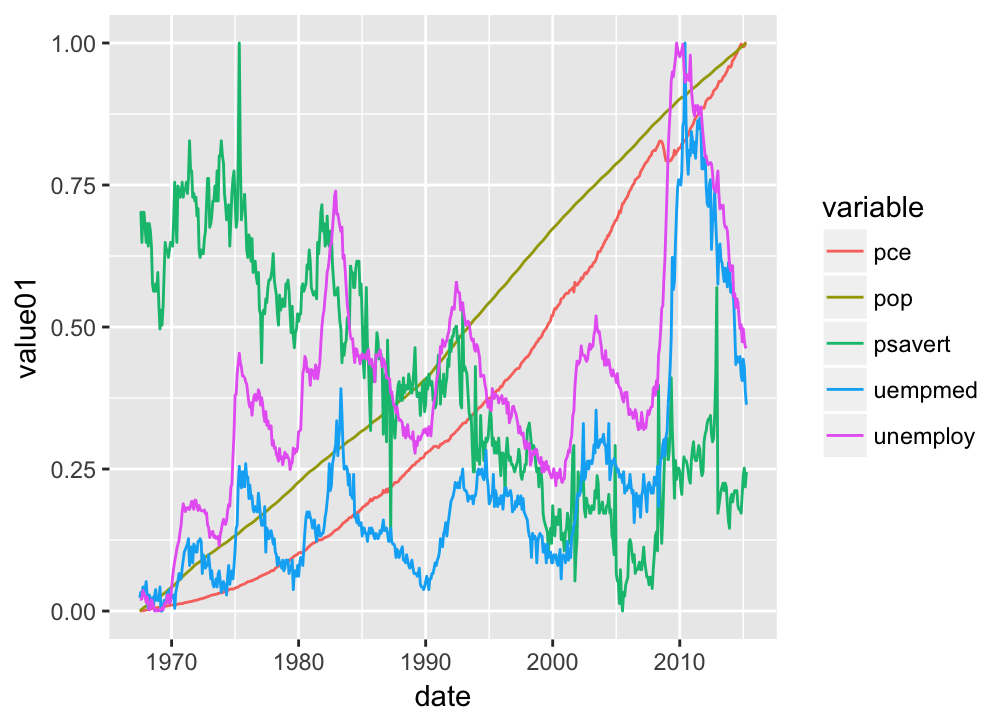 1.00
0.75
0.50
0.25
0.00
value01
1970 1980 1990 2000 2010
date
variable
pce
pop
psavert
uempmed
unemploy